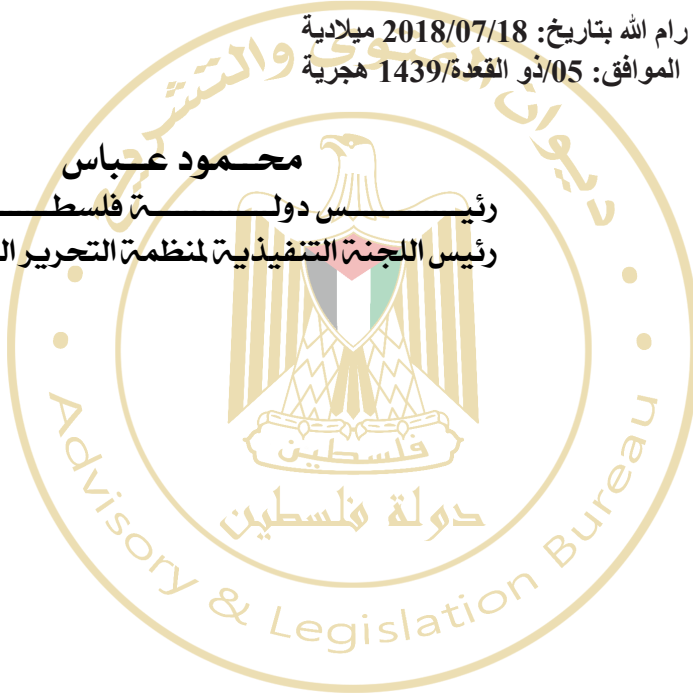 رام الله بتاريخ: 2018/07/18 ميلادية
الموافق: 05/ذو القعدة/1439 هجرية
محمود عباس
رئيس دولة
رئيس اللجنة التنفيذية لمنظمة التحرير
ديوان الفتوى والتشريع
فلسطين
دولة فلسطين
Advisory & Legislation Bureau